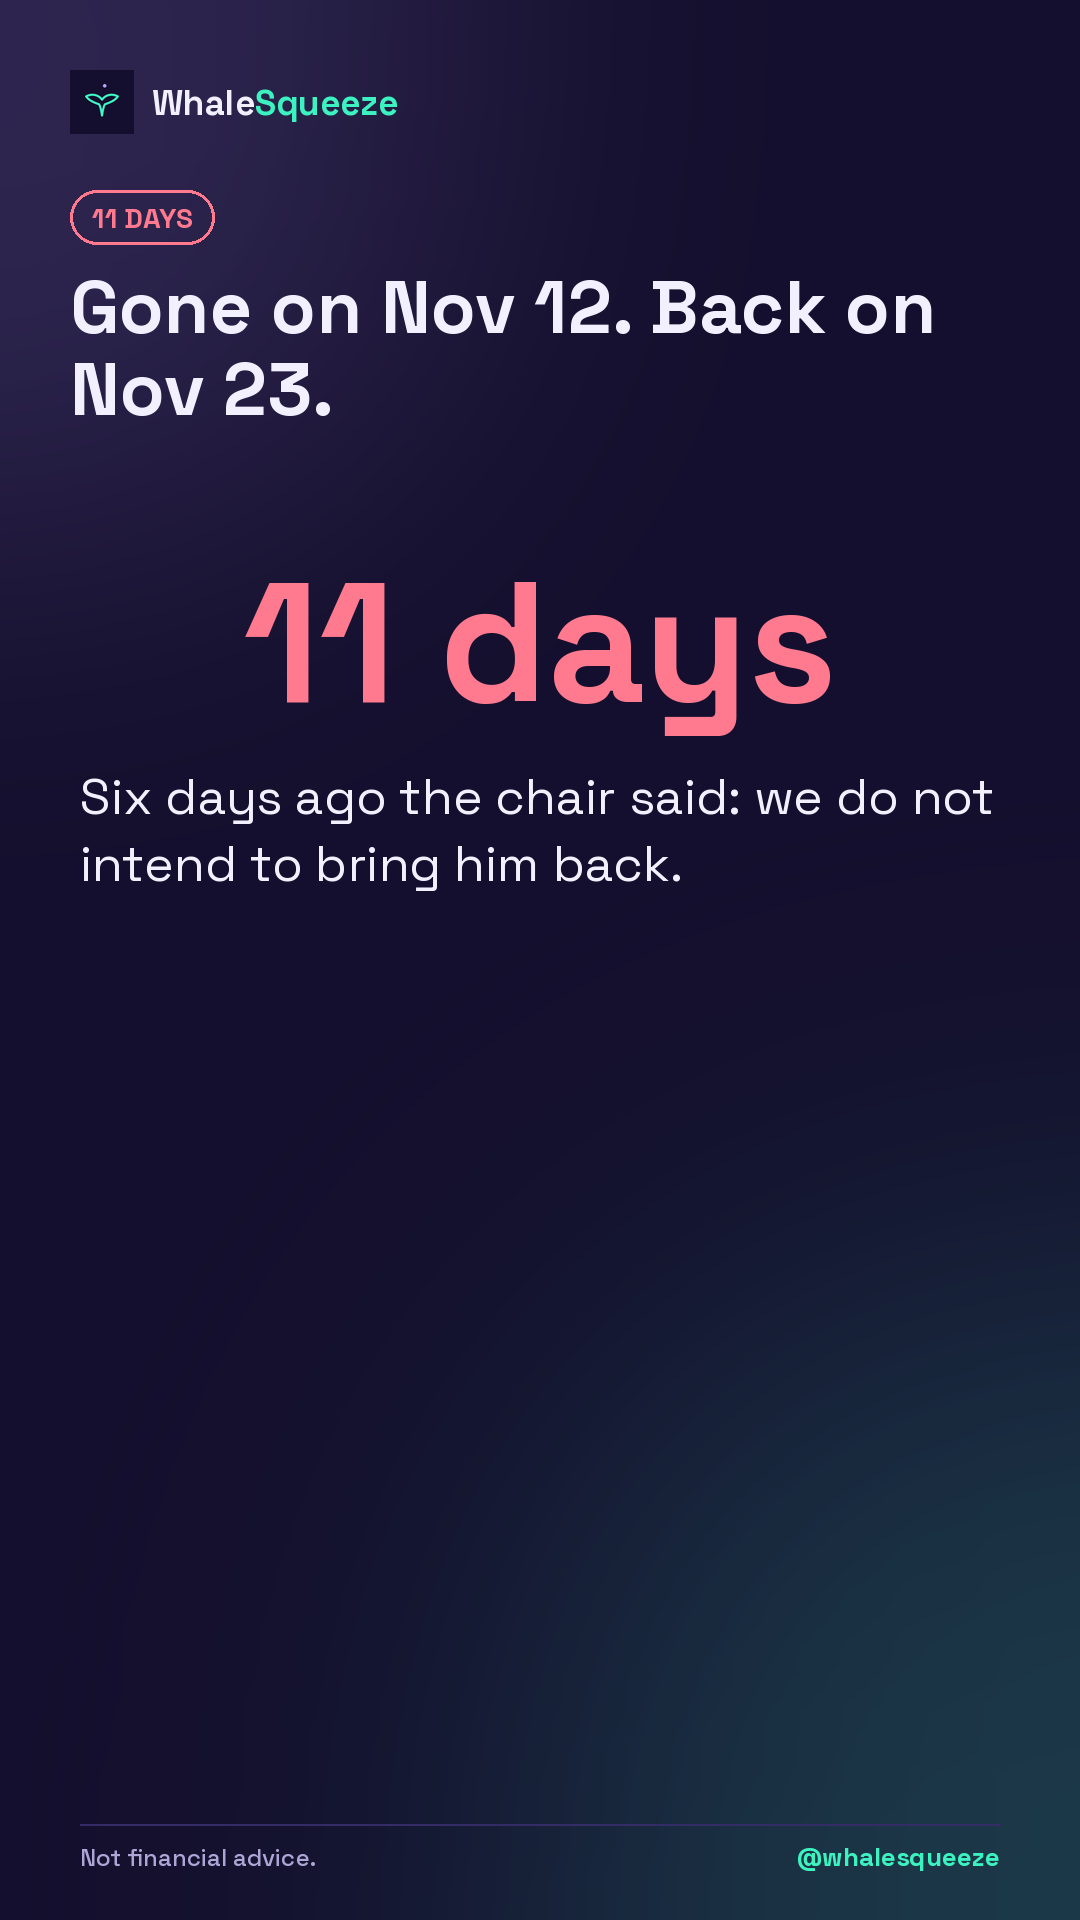 WhaleSqueeze
11 DAYS
Gone on Nov 12. Back on
Nov 23.
11 days
Six days ago the chair said: we do not
intend to bring him back.
Not financial advice.
@whalesqueeze